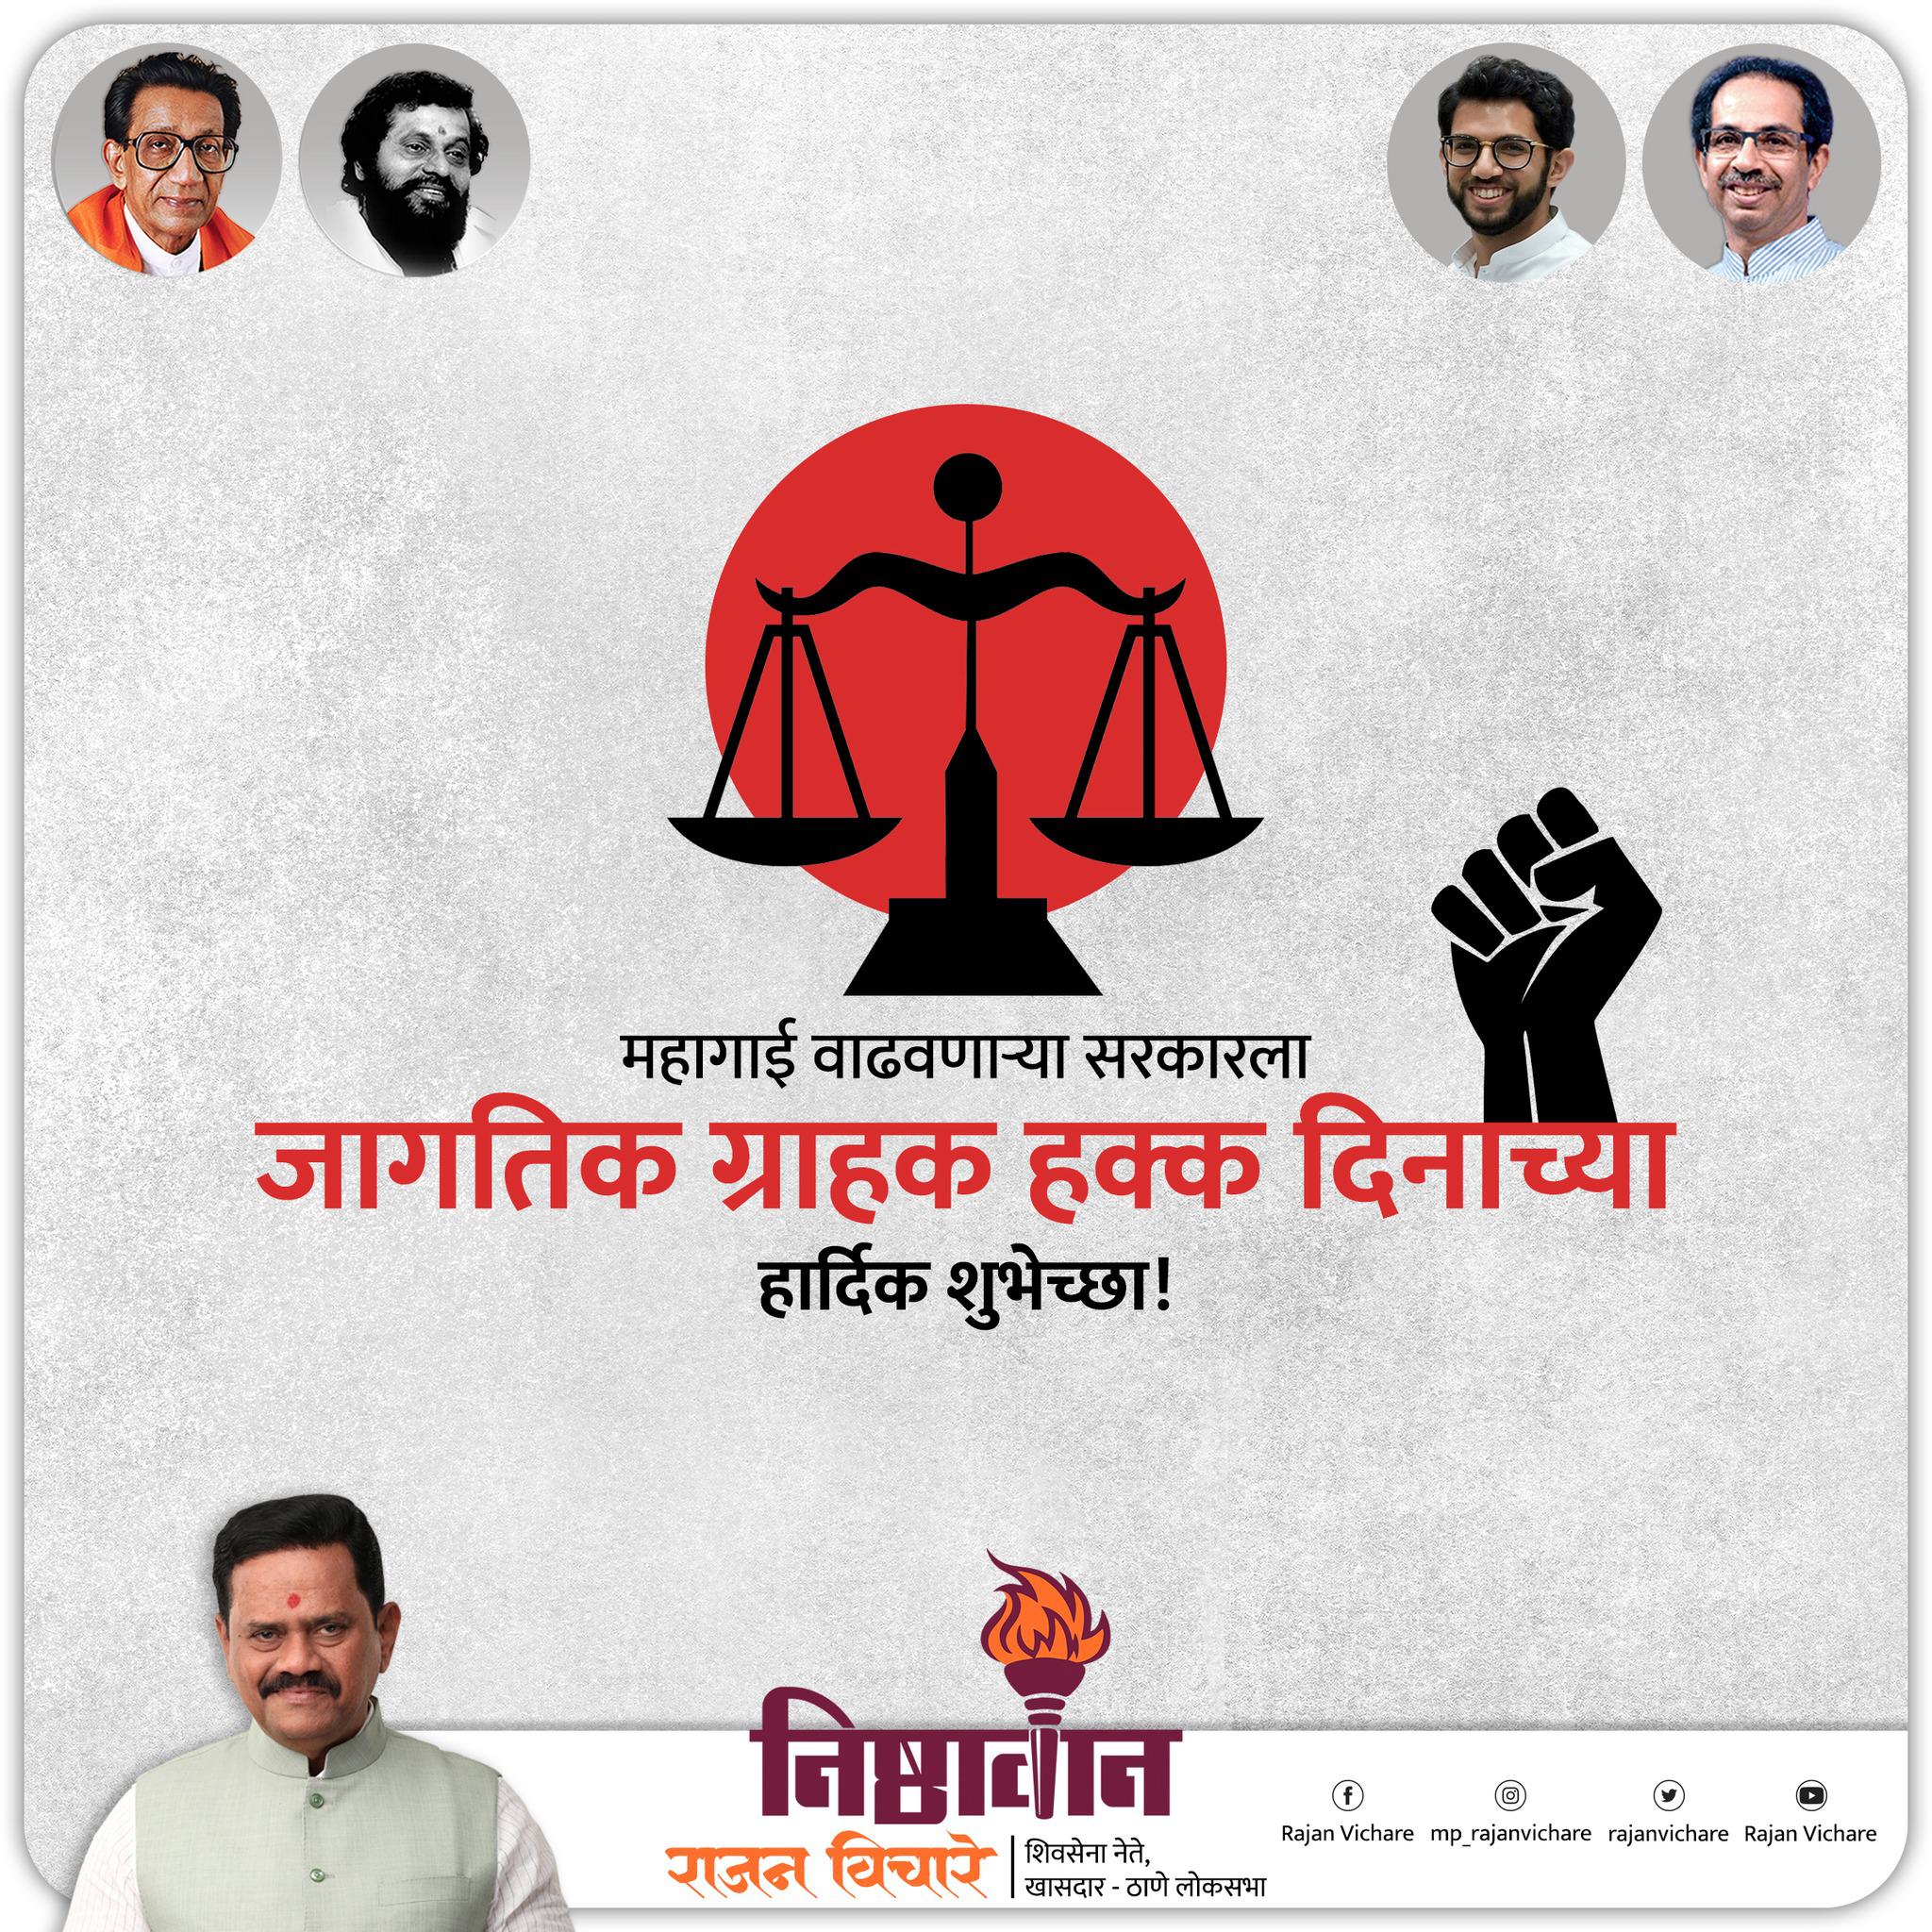 महागाई वाढवणाऱ्या सरकारला
जागतिक ग्राहक हक्क दिनाच्या
हार्दिक शुभेच्छा!
निष्ठावान
राजन विचारे
शिवसेना नेते,
खासदार - ठाणे लोकसभा
Rajan Vichare
mp_rajanvichare
rajanvichare
Rajan Vichare